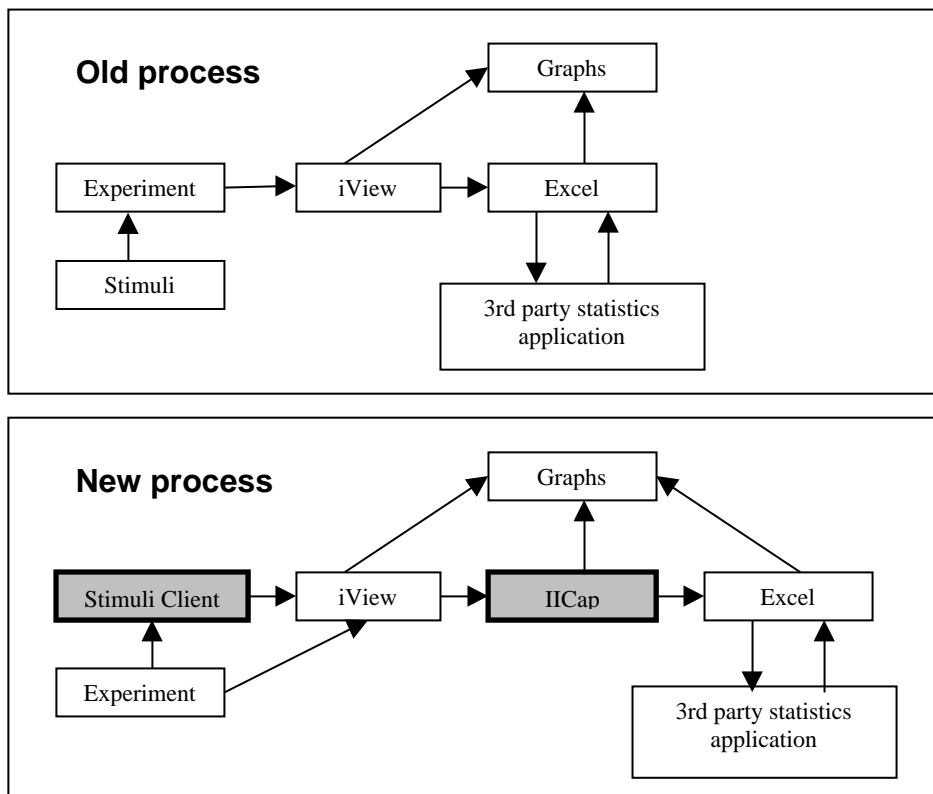 Old process
Graphs
Experiment
iView
Excel
Stimuli
3rd party statistics
application
New process
Graphs
Stimuli Client
iView
IICap
Excel
Experiment
3rd party statistics
application